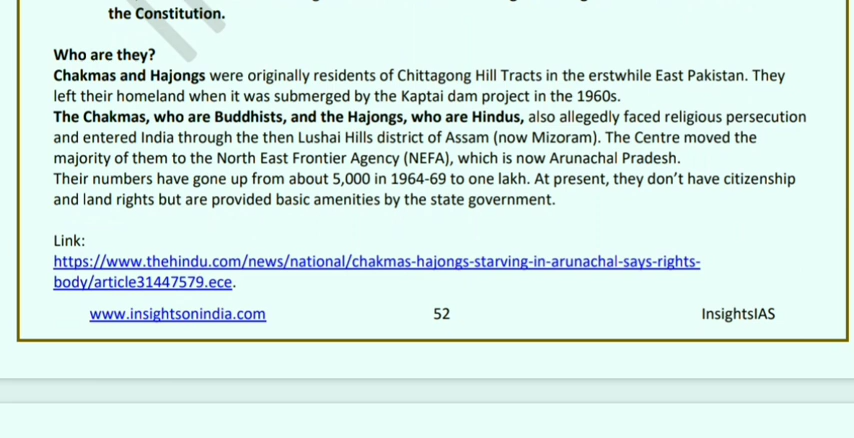 the Constitution.
Who are they?
Chakmas and Hajongs were originally residents of Chittagong Hill Tracts in the erstwhile East Pakistan. They
left their homeland when it was submerged by the Kaptai dam project in the 1960s.
The Chakmas, who are Buddhists, and the Hajongs, who are Hindus, also allegedly faced religious persecution
and entered India through the then Lushai Hills district of Assam (now Mizoram). The Centre moved the
majority of them to the North East Frontier Agency (NEFA), which is now Arunachal Pradesh.
Their numbers have gone up from about 5,000 in 1964-69 to one lakh. At present, they don’t have citizenship
and land rights but are provided basic amenities by the state government.
Link:
https://www.thehindu.com/news/national/chakmas-hajongs-starving-in-arunachal-says-rights-
body/article31447579.ece.
www.insightsonindia.com 52 InsightsIAS